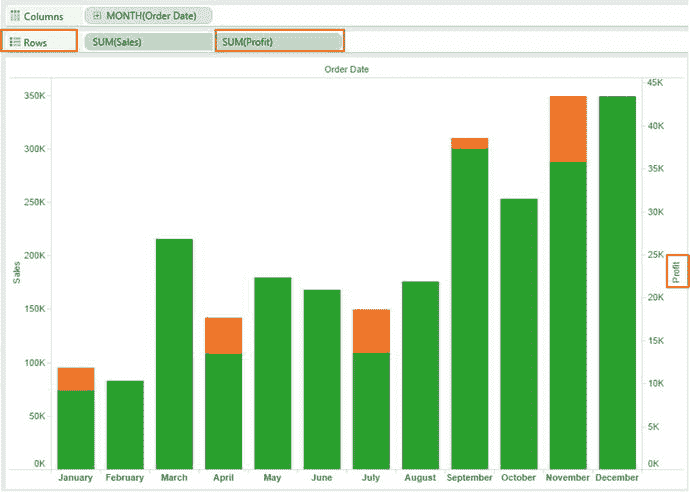 Columns MONTH(Order Date)
Rows SUM(Sales) SUM(Profit)
Order Date
45K
350K
40K
300K
35K
250K
30K
200K
25K
Sales
Profit
150K
20K
15K
100K
10K
50K
5K
0K 0K
January February March April May June July August September October November December